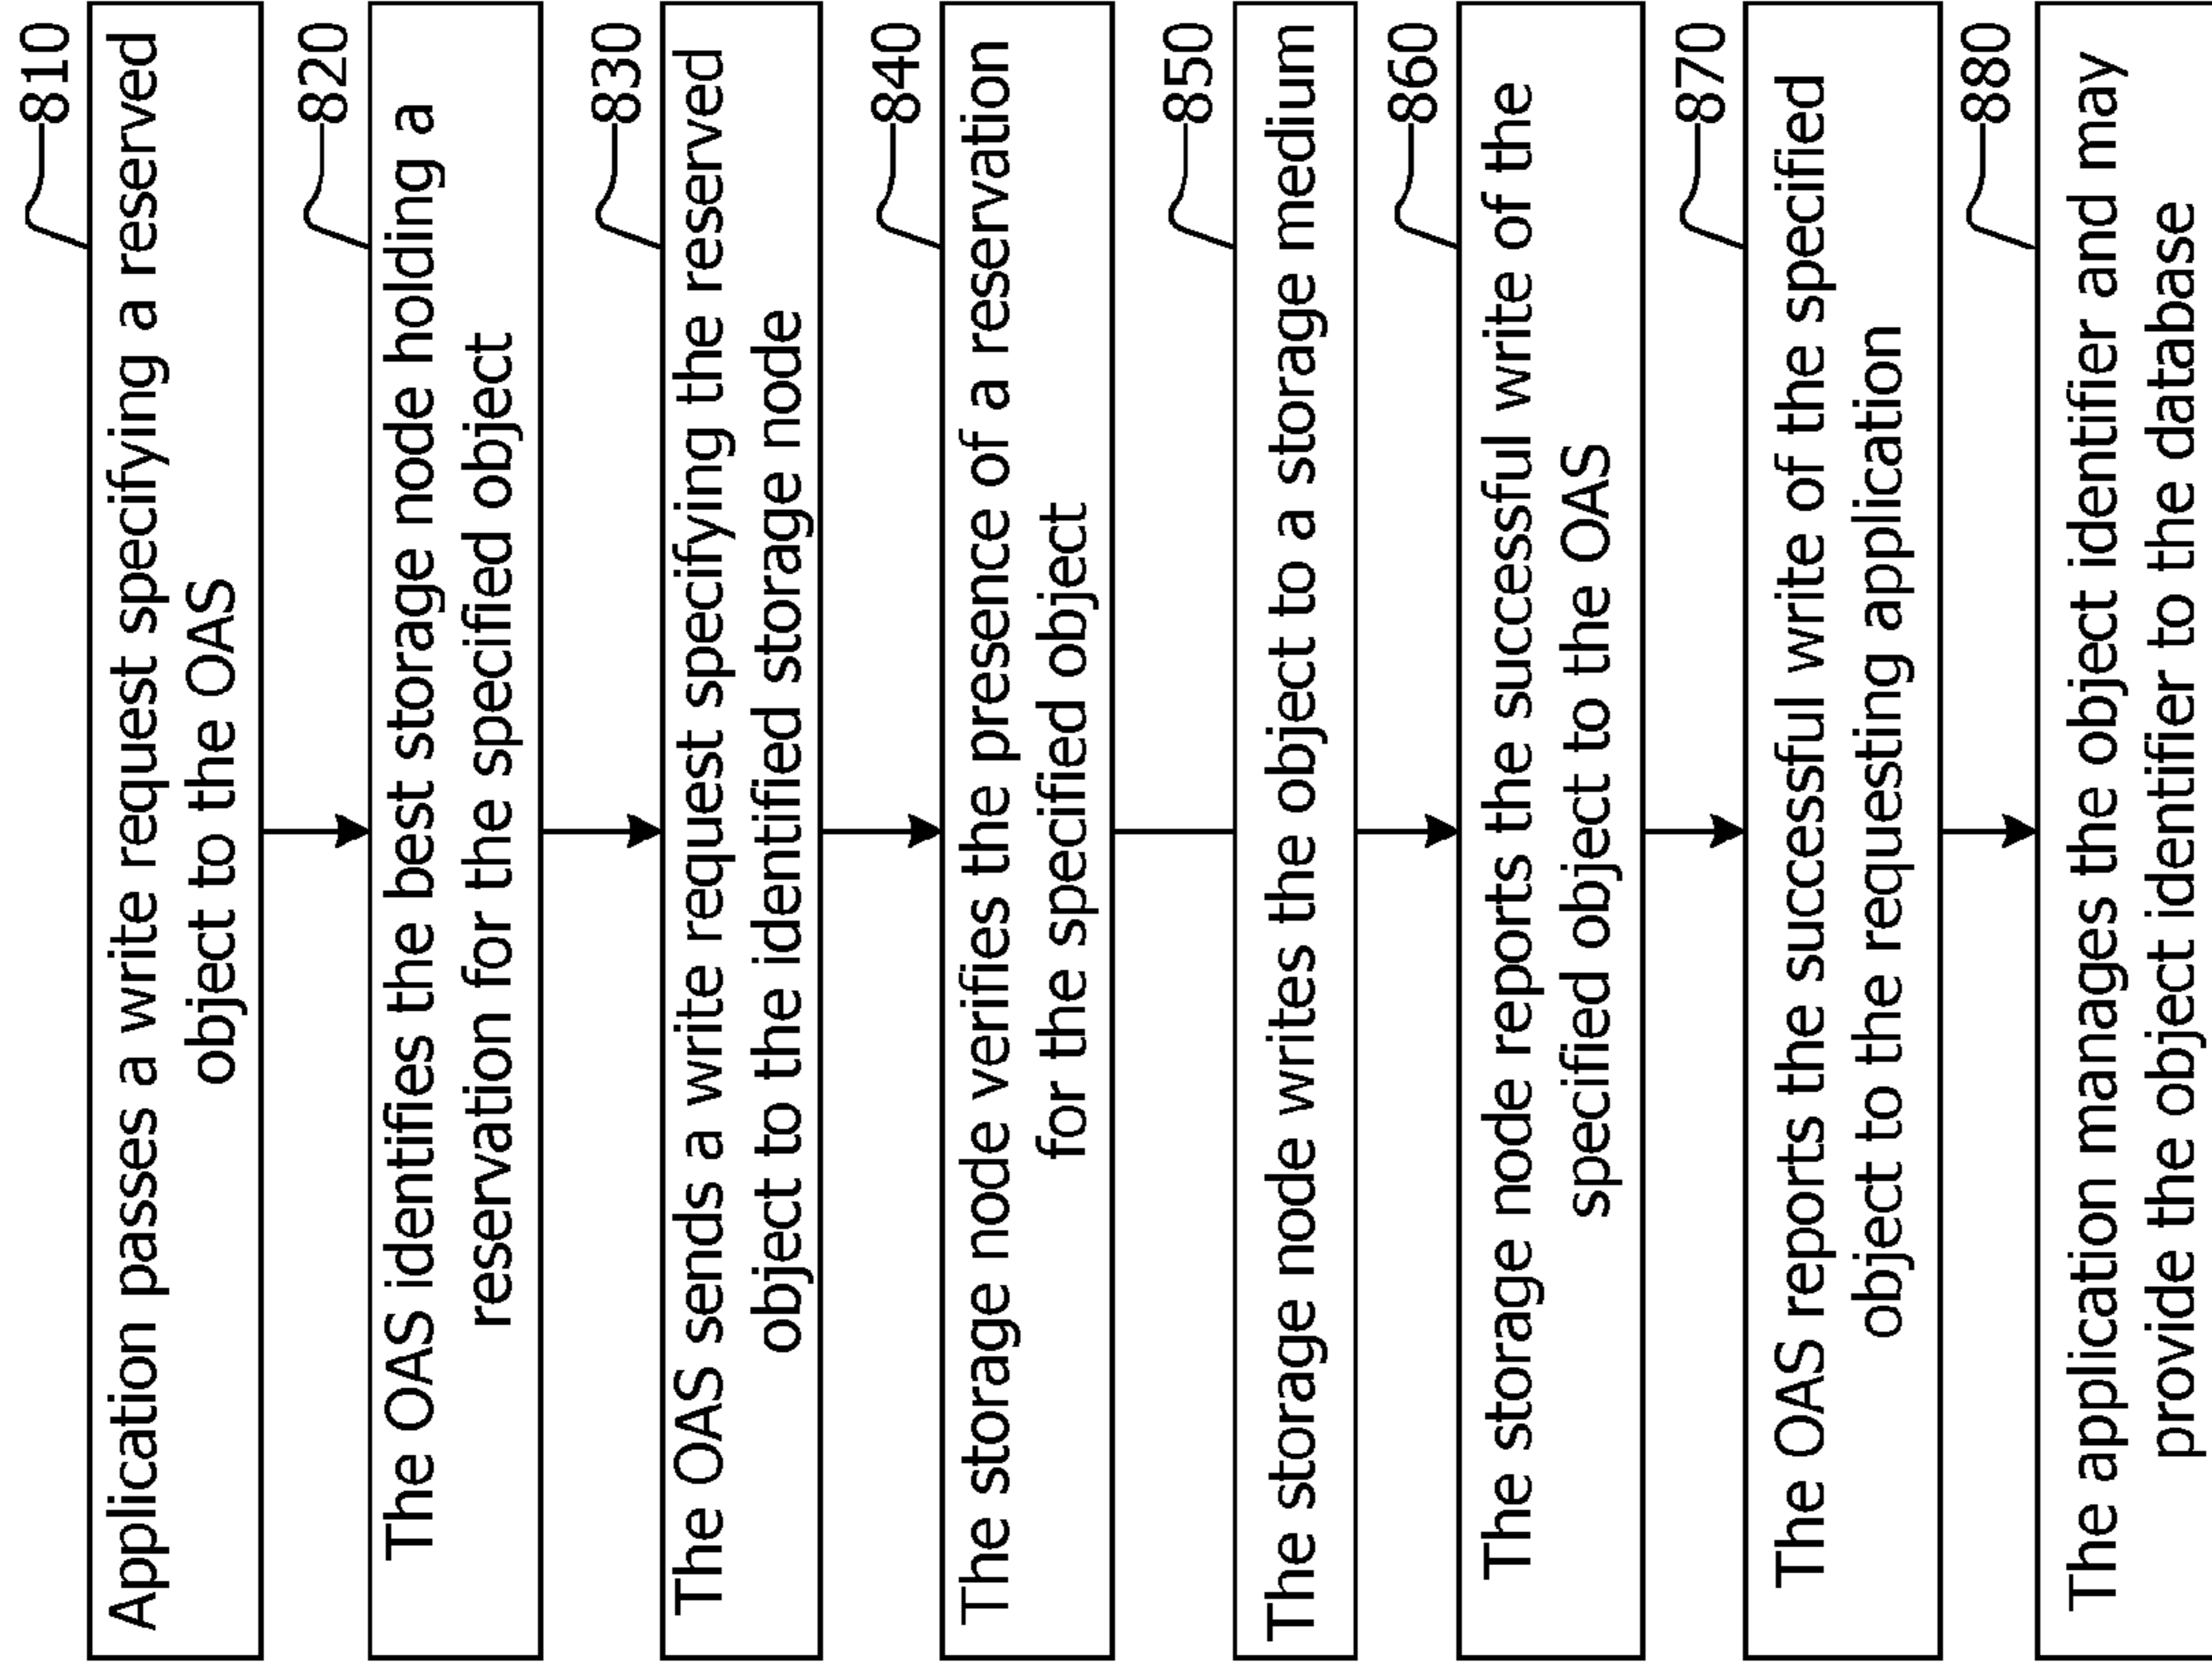 810
Application passes a write request specifying a reserved
object to the OAS
820
The OAS identifies the best storage node holding a
reservation for the specified object
830
The OAS sends a write request specifying the reserved
object to the identified storage node
840
The storage node verifies the presence of a reservation
for the specified object
850
The storage node writes the object to a storage medium
860
The storage node reports the successful write of the
specified object to the OAS
870
The OAS reports the successful write of the specified
object to the requesting application
880
The application manages the object identifier and may
provide the object identifier to the database